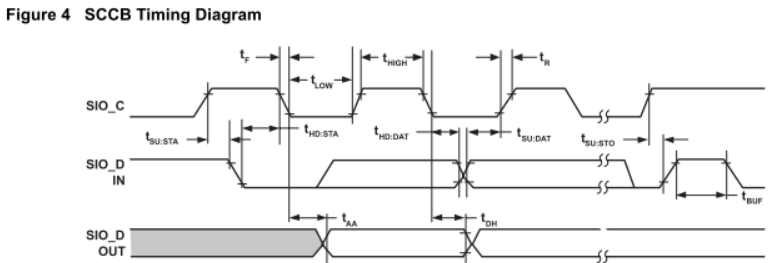 Figure 4 SCCB Timing Diagram
tF tHIGH tR
tLOW
SIO_C
tSU:STA tHD:STA tHD:DAT tSU:DAT tSU:STO
SIO_D
IN
tBUF
tAA tDH
SIO_D
OUT